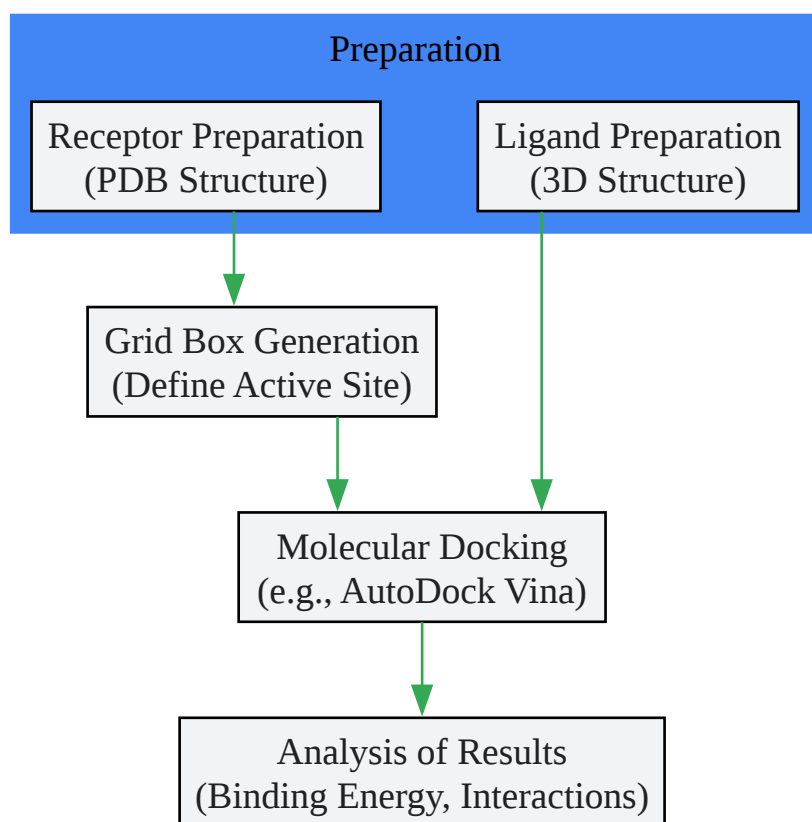 Preparation
Receptor Preparation
(PDB Structure)
Ligand Preparation
(3D Structure)
Grid Box Generation
(Define Active Site)
Molecular Docking
(e.g., AutoDock Vina)
Analysis of Results
(Binding Energy, Interactions)